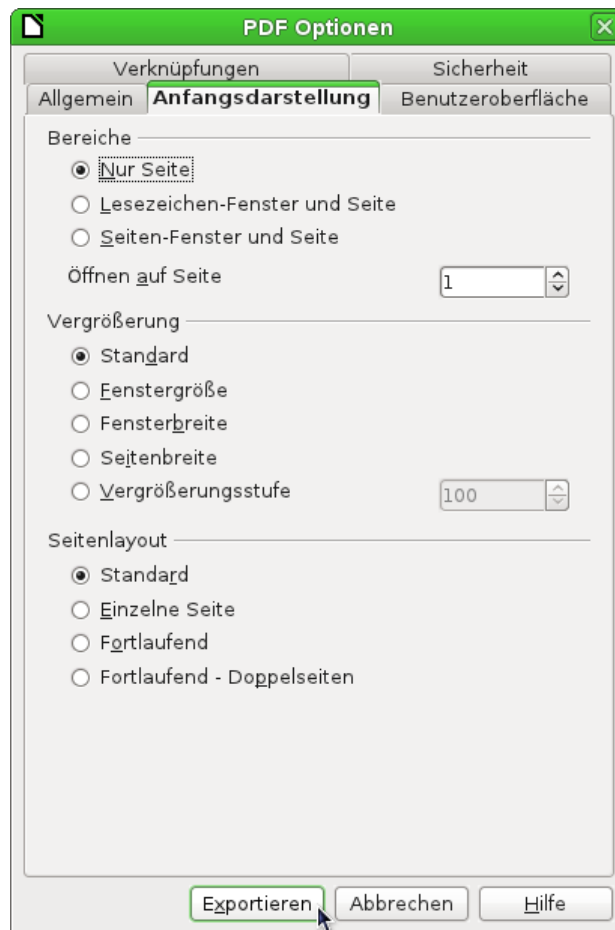 PDF Optionen
Verknüpfungen Sicherheit
Allgemein Anfangsdarstellung Benutzeroberfläche
Bereiche
Nur Seite
Lesezeichen-Fenster und Seite
Seiten-Fenster und Seite
Öffnen auf Seite 1
Vergrößerung
Standard
Fenstergröße
Fensterbreite
Seitenbreite
Vergrößerungsstufe 100
Seitenlayout
Standard
Einzelne Seite
Fortlaufend
Fortlaufend - Doppelseiten
Exportieren Abbrechen Hilfe